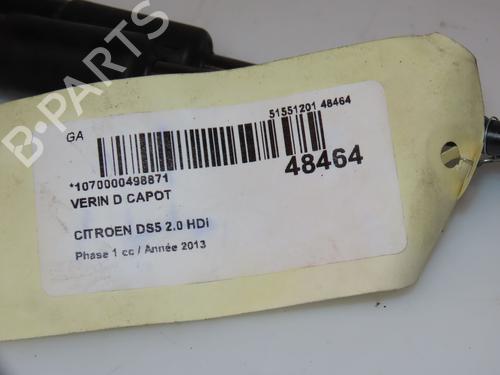 B-PARTS
GA
51551201 48464
48464
*1070000498871
VERIN D CAPOT
CITROEN DS5 2.0 HDi
Phase 1 cc / Année 2013